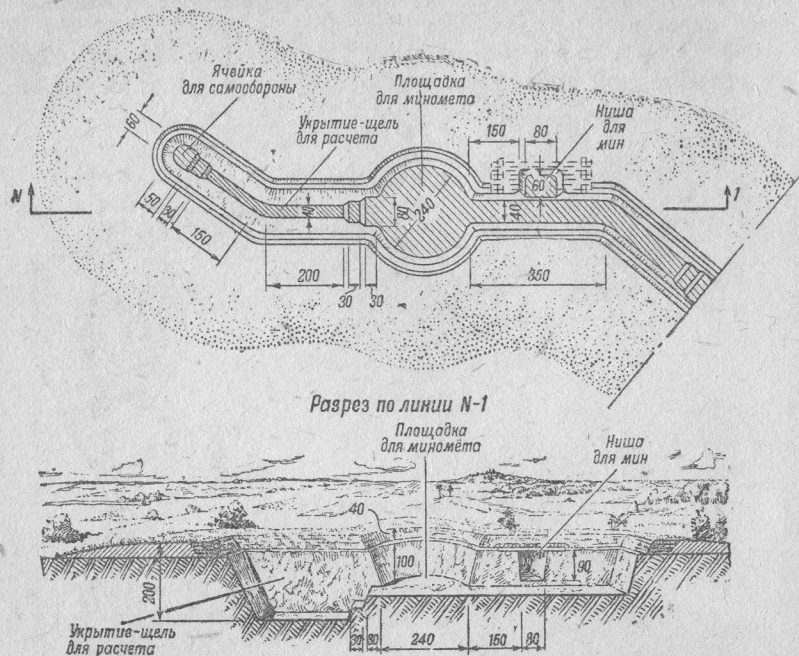 Ячейка
для самообороны
Площадка
для миномета
Ниша
для
мин
Укрытие-щель
для расчета
60
150
80
60
N
1
50
30
150
40
80
240
40
200
30
30
350
Разрез по линии N-1
Площадка
для миномёта
Ниша
для мин
40
100
90
200
Укрытие-щель
для расчета
30
30
240
150
80